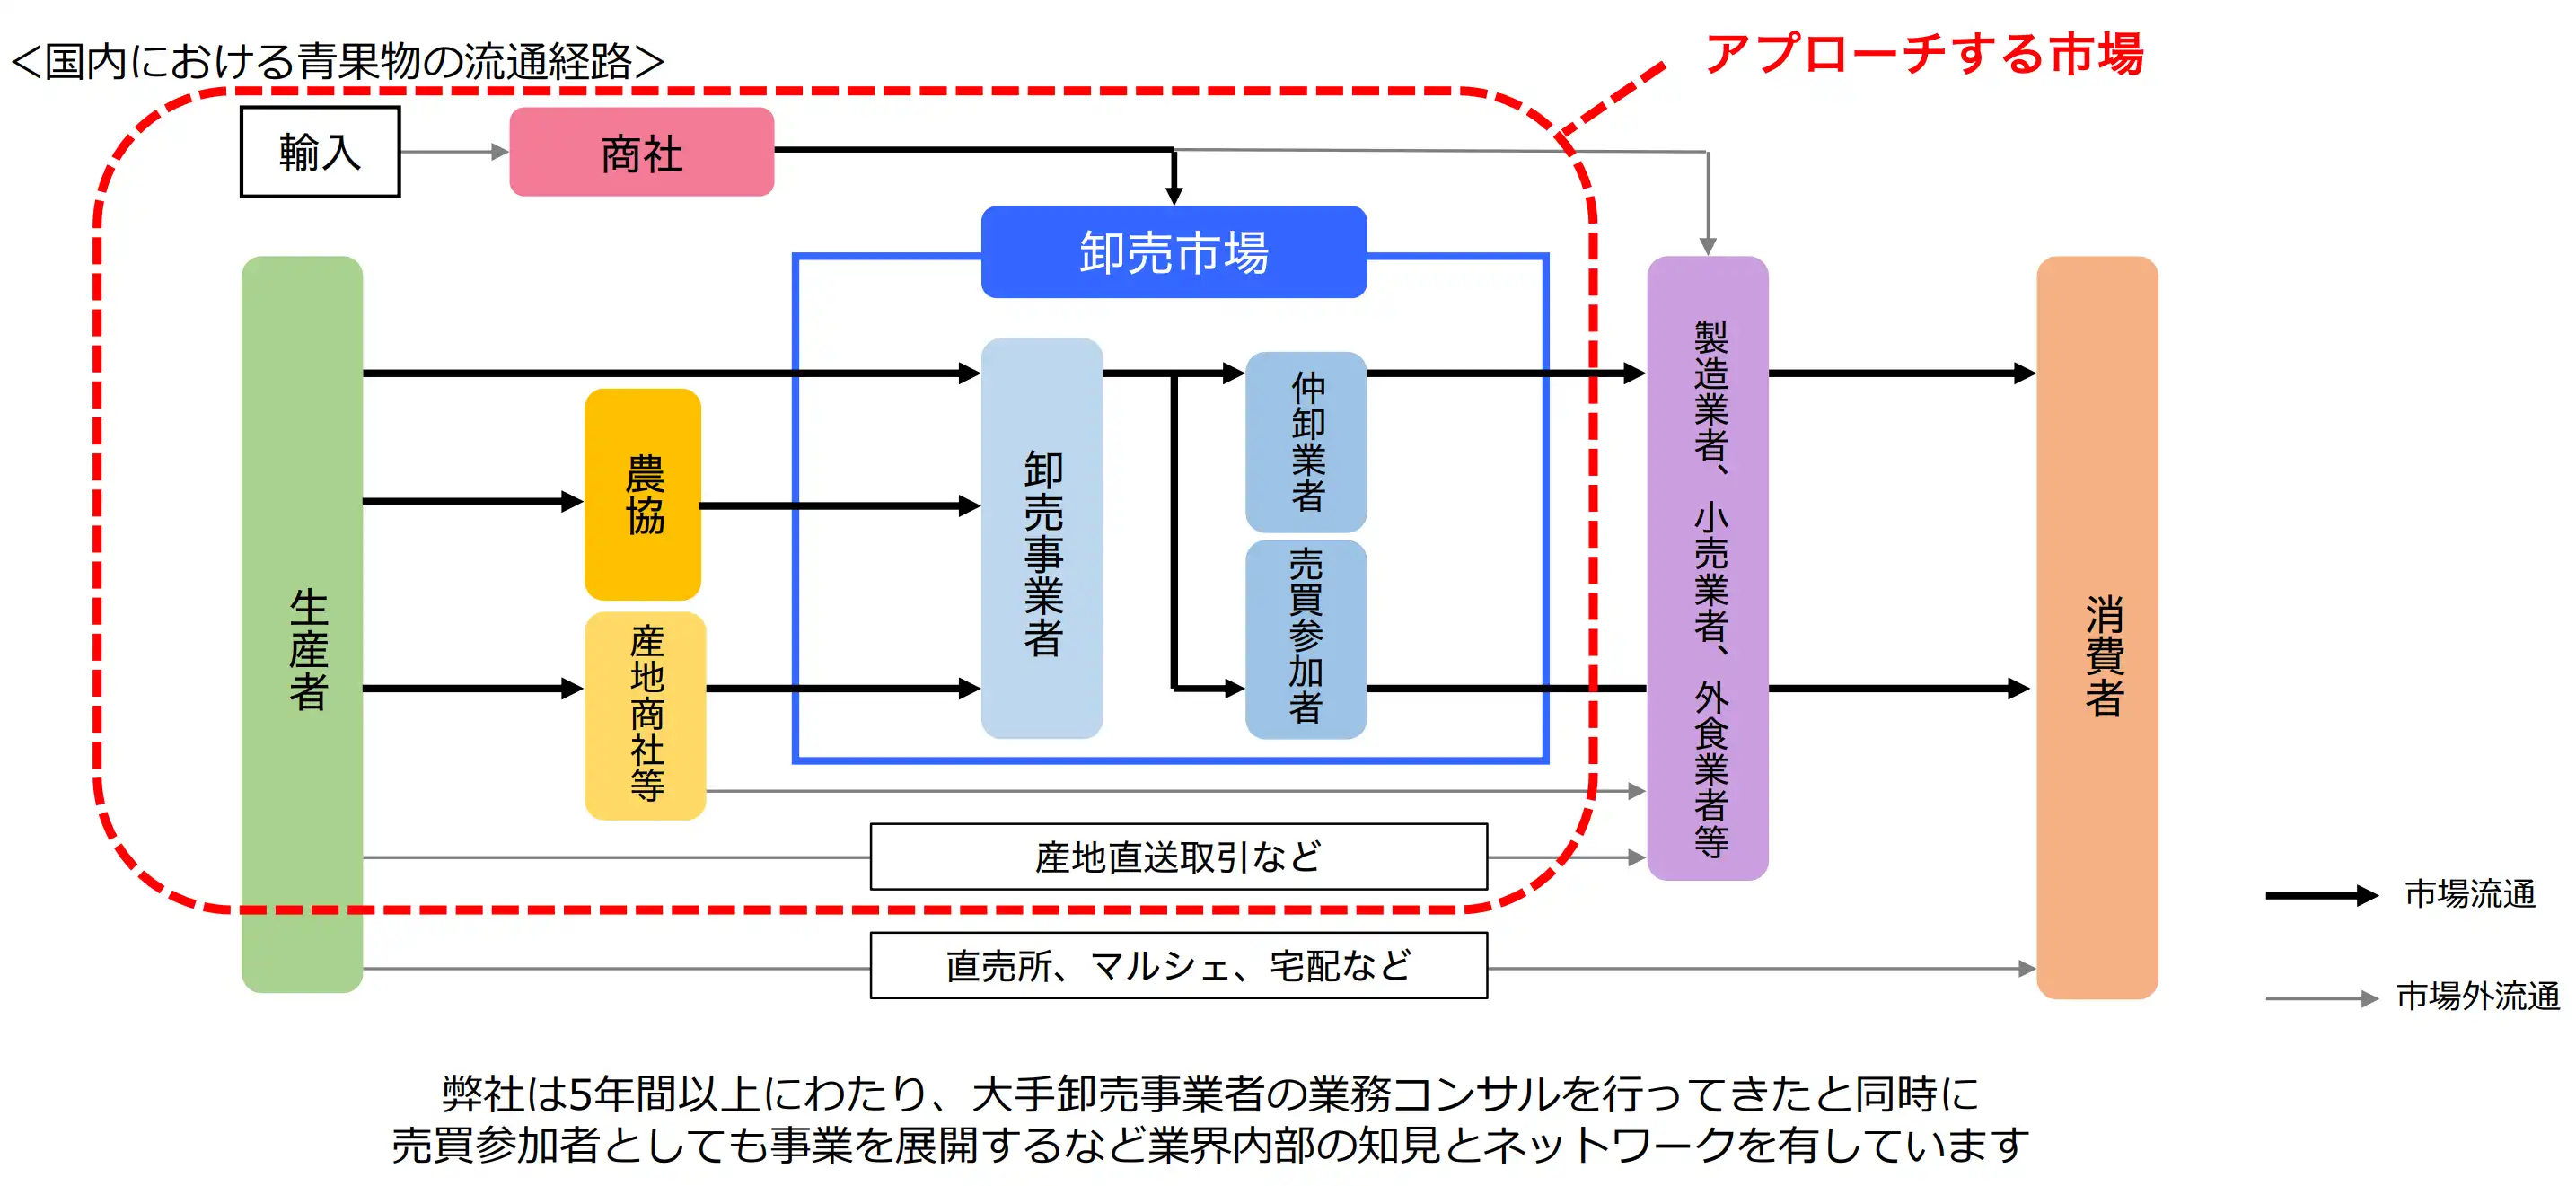 ＜国内における青果物の流通経路＞
アプローチする市場
輸入
商社
卸売市場
生産者
農協
産地商社等
卸売事業者
仲卸業者
売買参加者
製造業者、小売業者、外食業者等
消費者
産地直送取引など
直売所、マルシェ、宅配など
市場流通
市場外流通
弊社は5年間以上にわたり、大手卸売事業者の業務コンサルを行ってきたと同時に
売買参加者としても事業を展開するなど業界内部の知見とネットワークを有しています